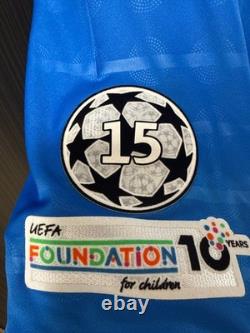 15
UEFA
FOUNDATION
for children
10 YEARS